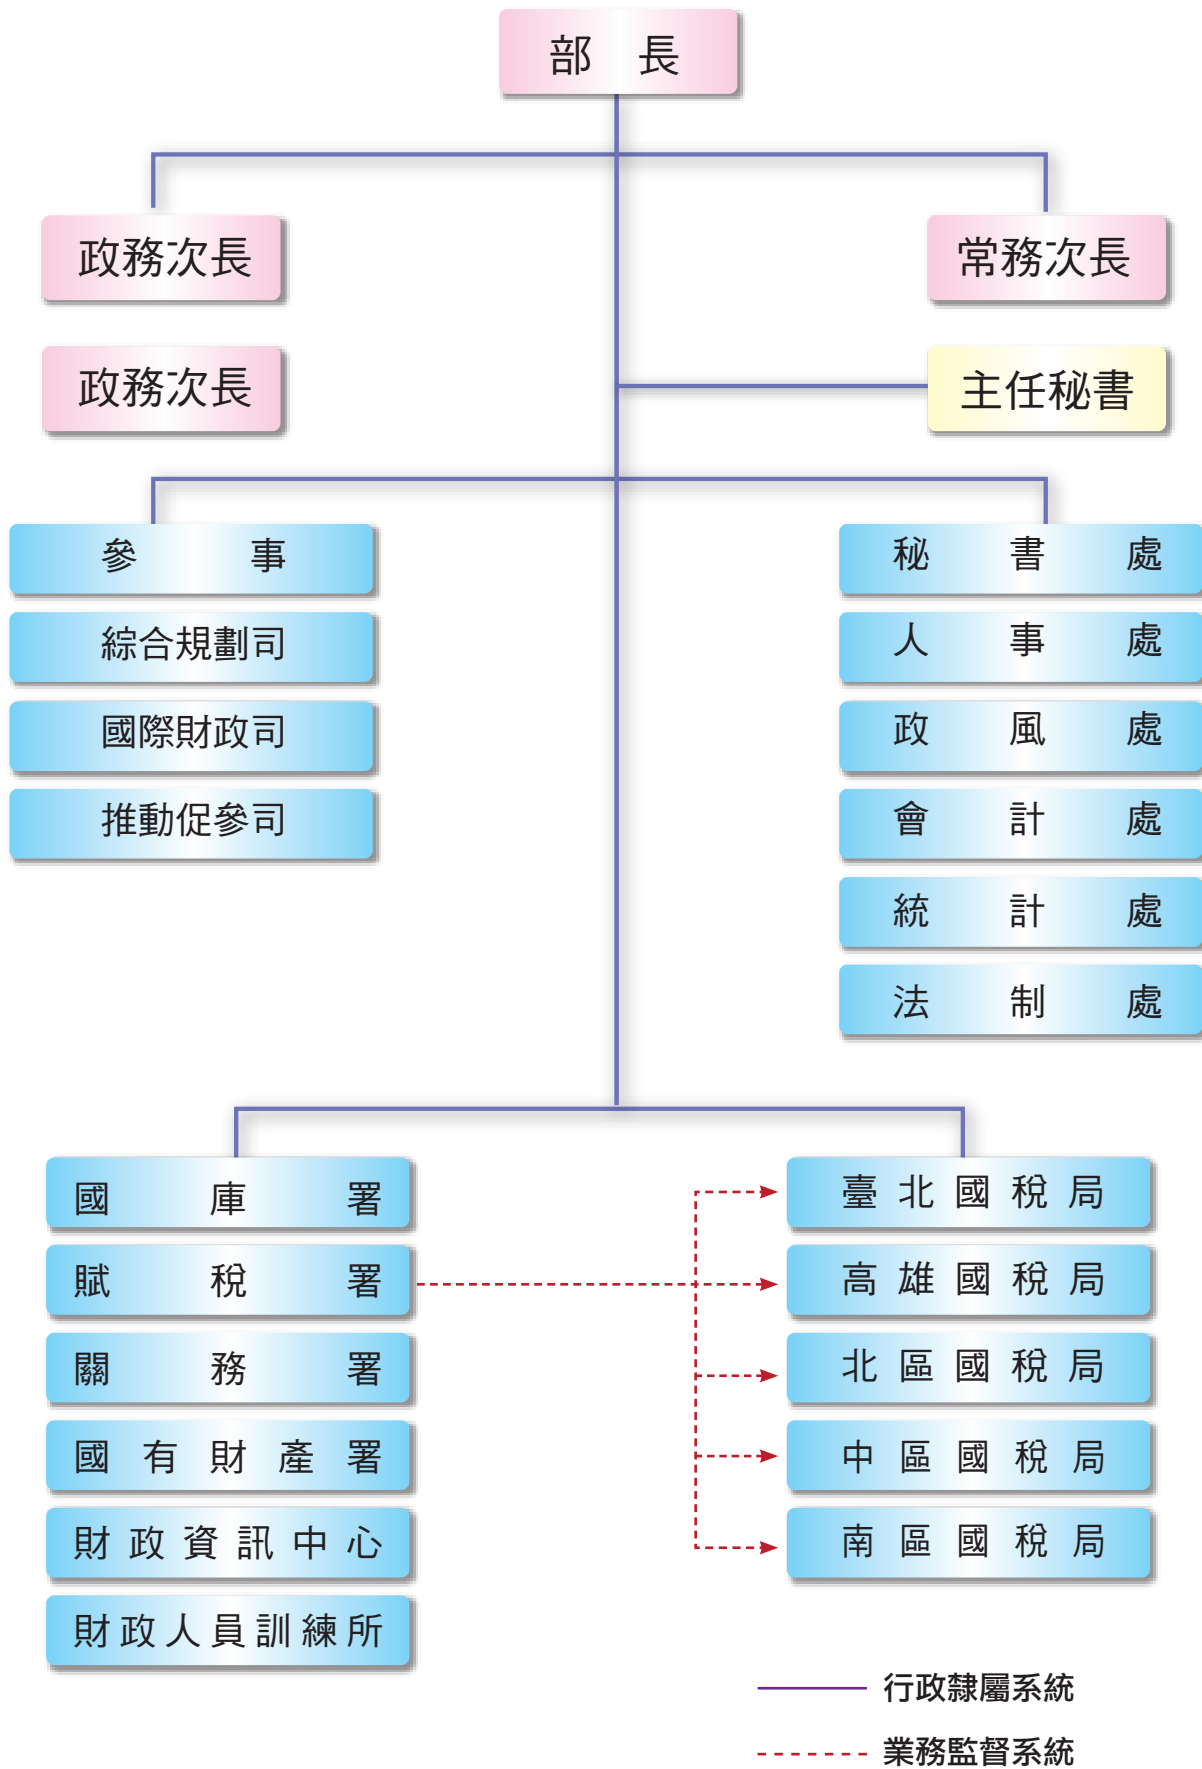 部長
政務次長
常務次長
政務次長
主任秘書
參事
綜合規劃司
國際財政司
推動促參司
秘書處
人事處
政風處
會計處
統計處
法制處
國庫署
賦稅署
關務署
國有財產署
財政資訊中心
財政人員訓練所
臺北國稅局
高雄國稅局
北區國稅局
中區國稅局
南區國稅局
行政隸屬系統
業務監督系統